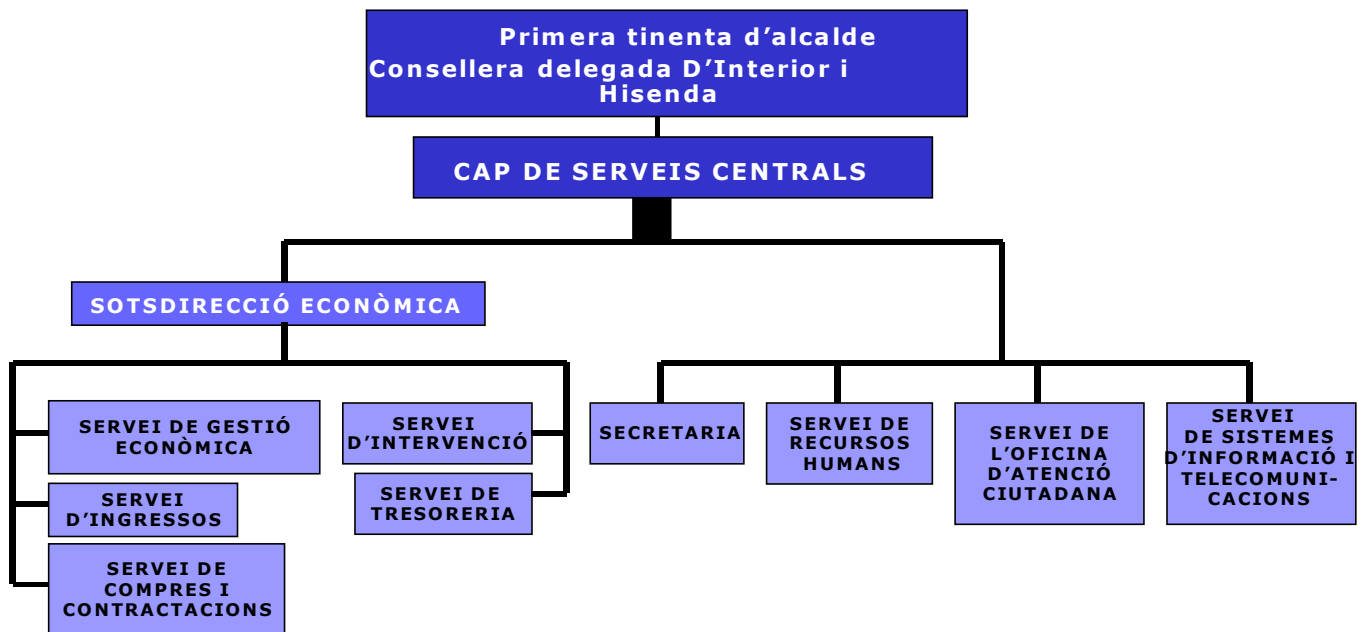 Primera tinenta d’alcalde
Consellera delegada D’Interior i
Hisenda
CAP DE SERVEIS CENTRALS
SOTSDIRECCIÓ ECONÒMICA
SERVEI DE GESTIÓ
ECONÒMICA
SERVEI
D’INGRESSOS
SERVEI DE
COMPRES I
CONTRACTACIONS
SERVEI
D’INTERVENCIÓ
SERVEI DE
TRESORERIA
SECRETARIA
SERVEI DE
RECURSOS
HUMANS
SERVEI DE
L’OFICINA
D’ATENCIÓ
CIUTADANA
SERVEI
DE SISTEMES
D’INFORMACIÓ I
TELECOMUNI-
CACIONS